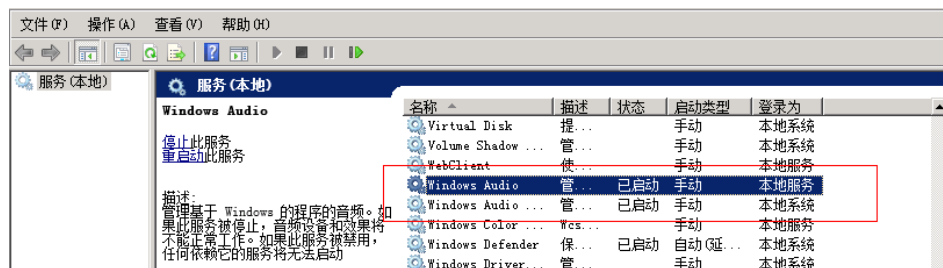 文件(F) 操作(A) 查看(V) 帮助(H)
服务(本地)
服务(本地)
Windows Audio
停止此服务
重启动此服务
描述:
管理基于 Windows 的程序的音频。如
果此服务被停止，音频设备和效果将
不能正常工作。如果此服务被禁用，
任何依赖它的服务将无法启动
名称 描述 状态 启动类型 登录为
Virtual Disk 提... 手动 本地系统
Volume Shadow ... 管... 手动 本地系统
WebClient 使... 手动 本地服务
Windows Audio 管... 已启动 手动 本地服务
Windows Audio ... 管... 已启动 手动 本地系统
Windows Color ... Wcs... 手动 本地服务
Windows Defender 保... 已启动 自动(延... 本地系统
Windows Driver... 管... 手动 本地系统